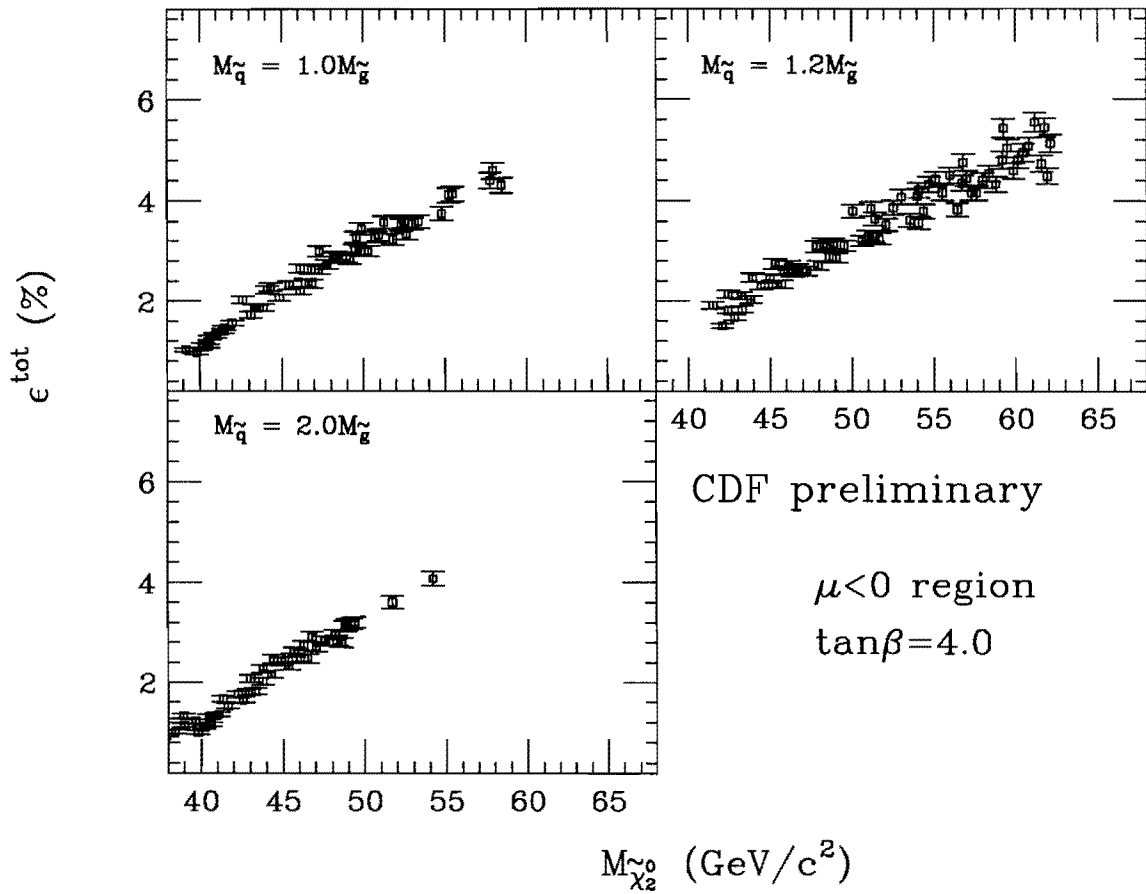 M_q̃ = 1.0M_g̃
M_q̃ = 1.2M_g̃
6
4
2
ε^tot (%)
40 45 50 55 60 65
M_q̃ = 2.0M_g̃
6
4
2
CDF preliminary
μ<0 region
tanβ=4.0
40 45 50 55 60 65
M_χ̃₂⁰ (GeV/c²)